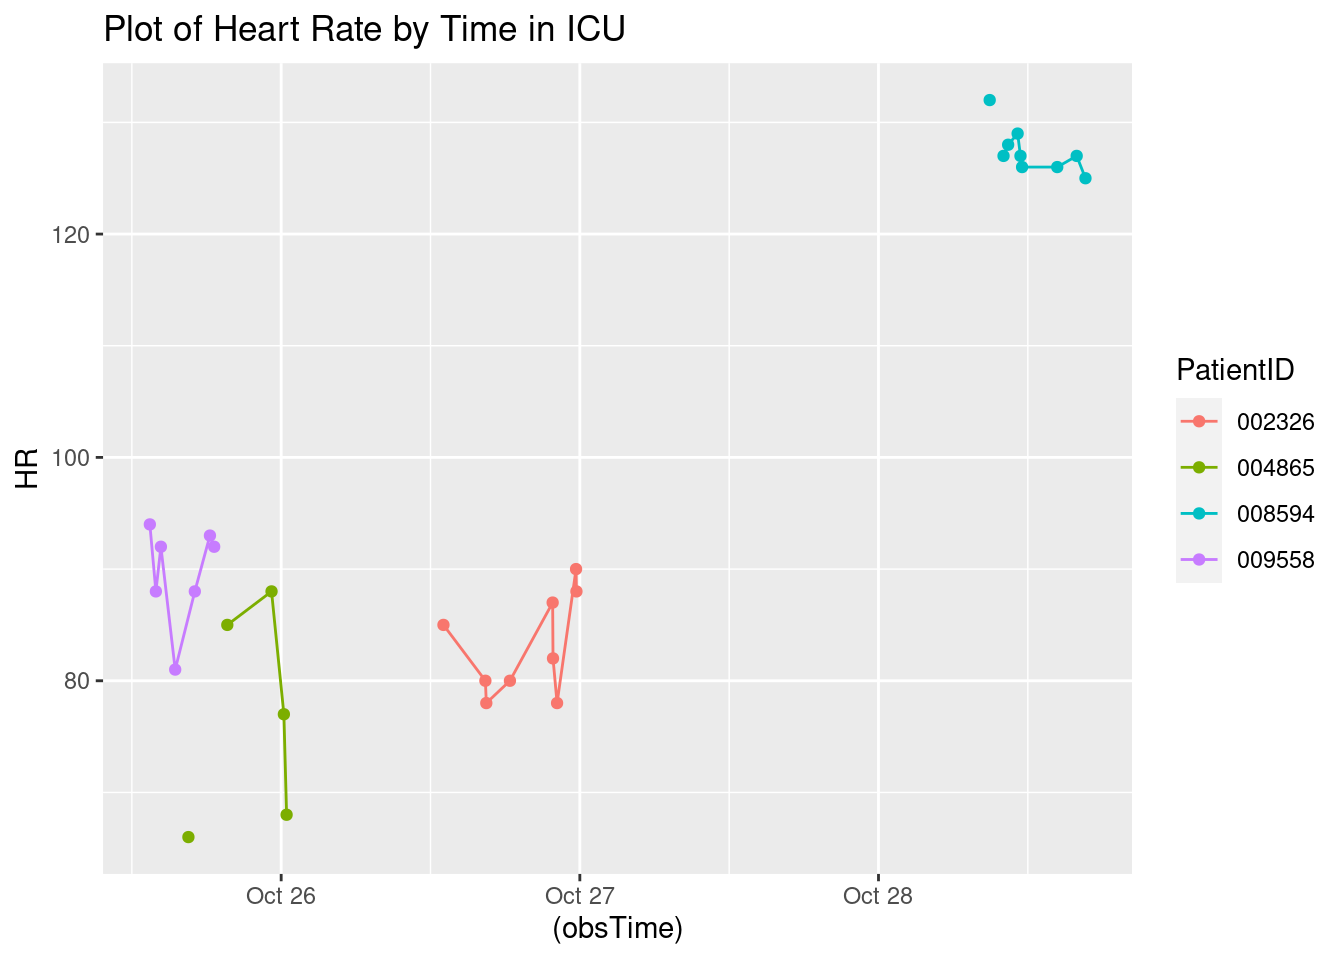 Plot of Heart Rate by Time in ICU
120
100
80
HR
Oct 26
Oct 27
Oct 28
(obsTime)
PatientID
002326
004865
008594
009558